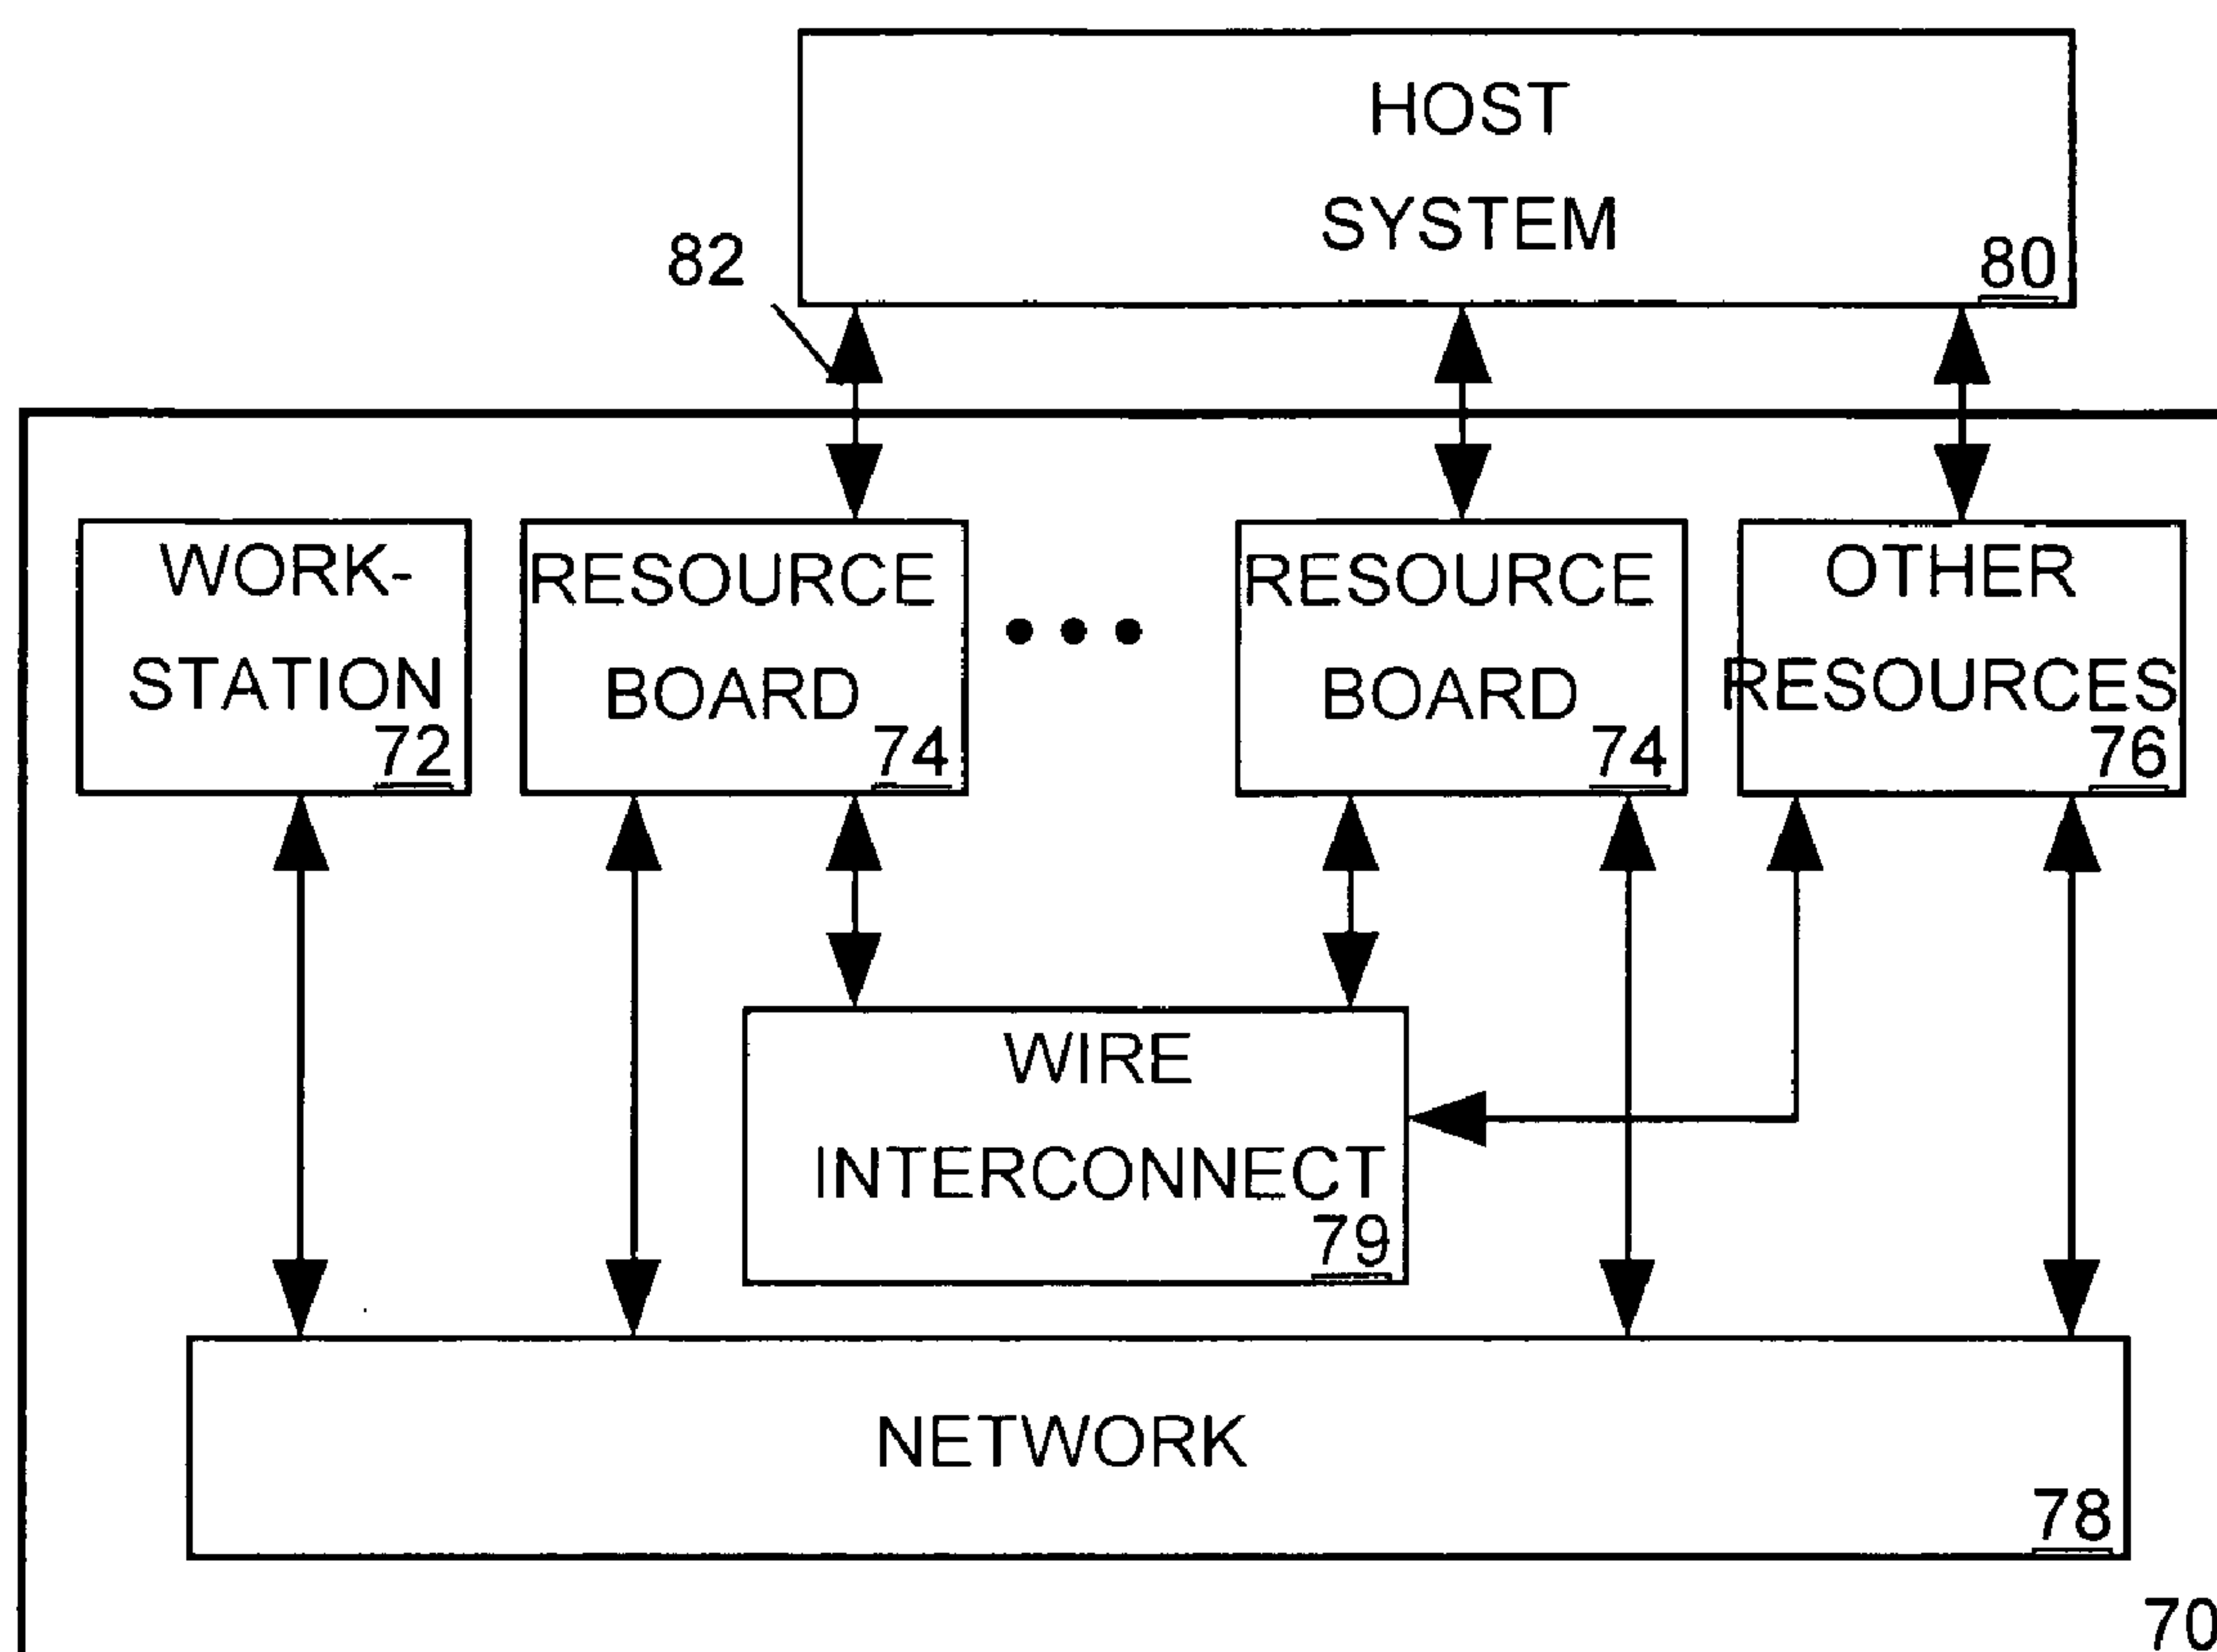 HOST
SYSTEM
80
82
WORK-
STATION
72
RESOURCE
BOARD
74
RESOURCE
BOARD
74
OTHER
RESOURCES
76
WIRE
INTERCONNECT
79
NETWORK
78
70